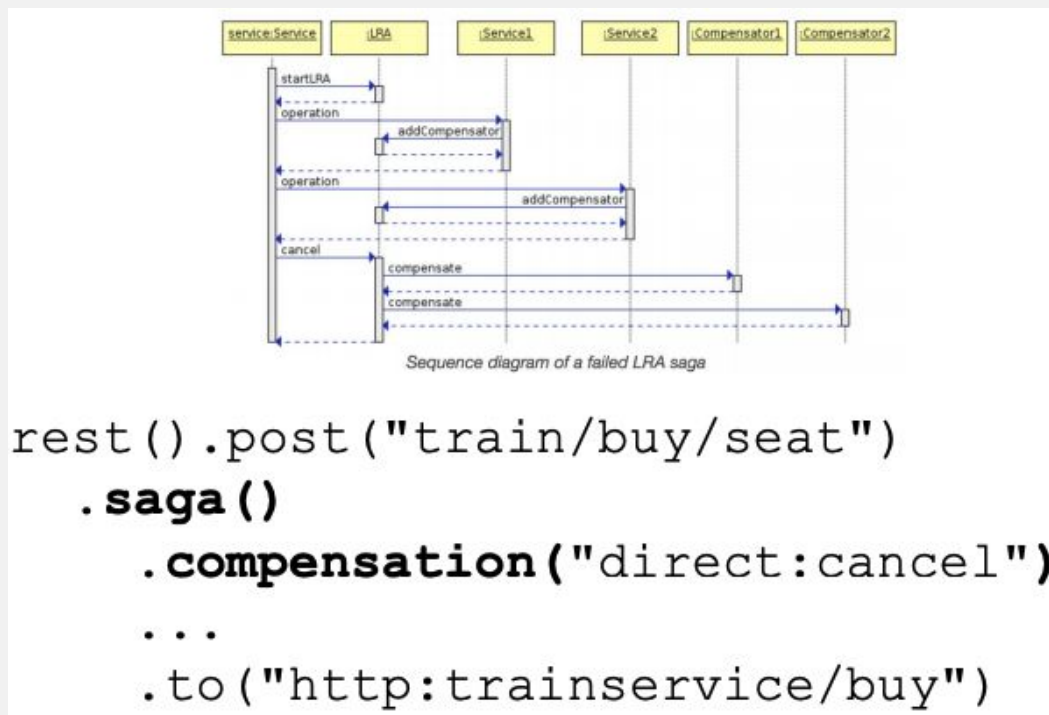 service:Service :LRA :Service1 :Service2 :Compensator1 :Compensator2
startLRA
operation
addCompensator
operation
addCompensator
cancel
compensate
compensate
Sequence diagram of a failed LRA saga
rest().post("train/buy/seat")
.saga()
.compensation("direct:cancel")
...
.to("http:trainservice/buy")